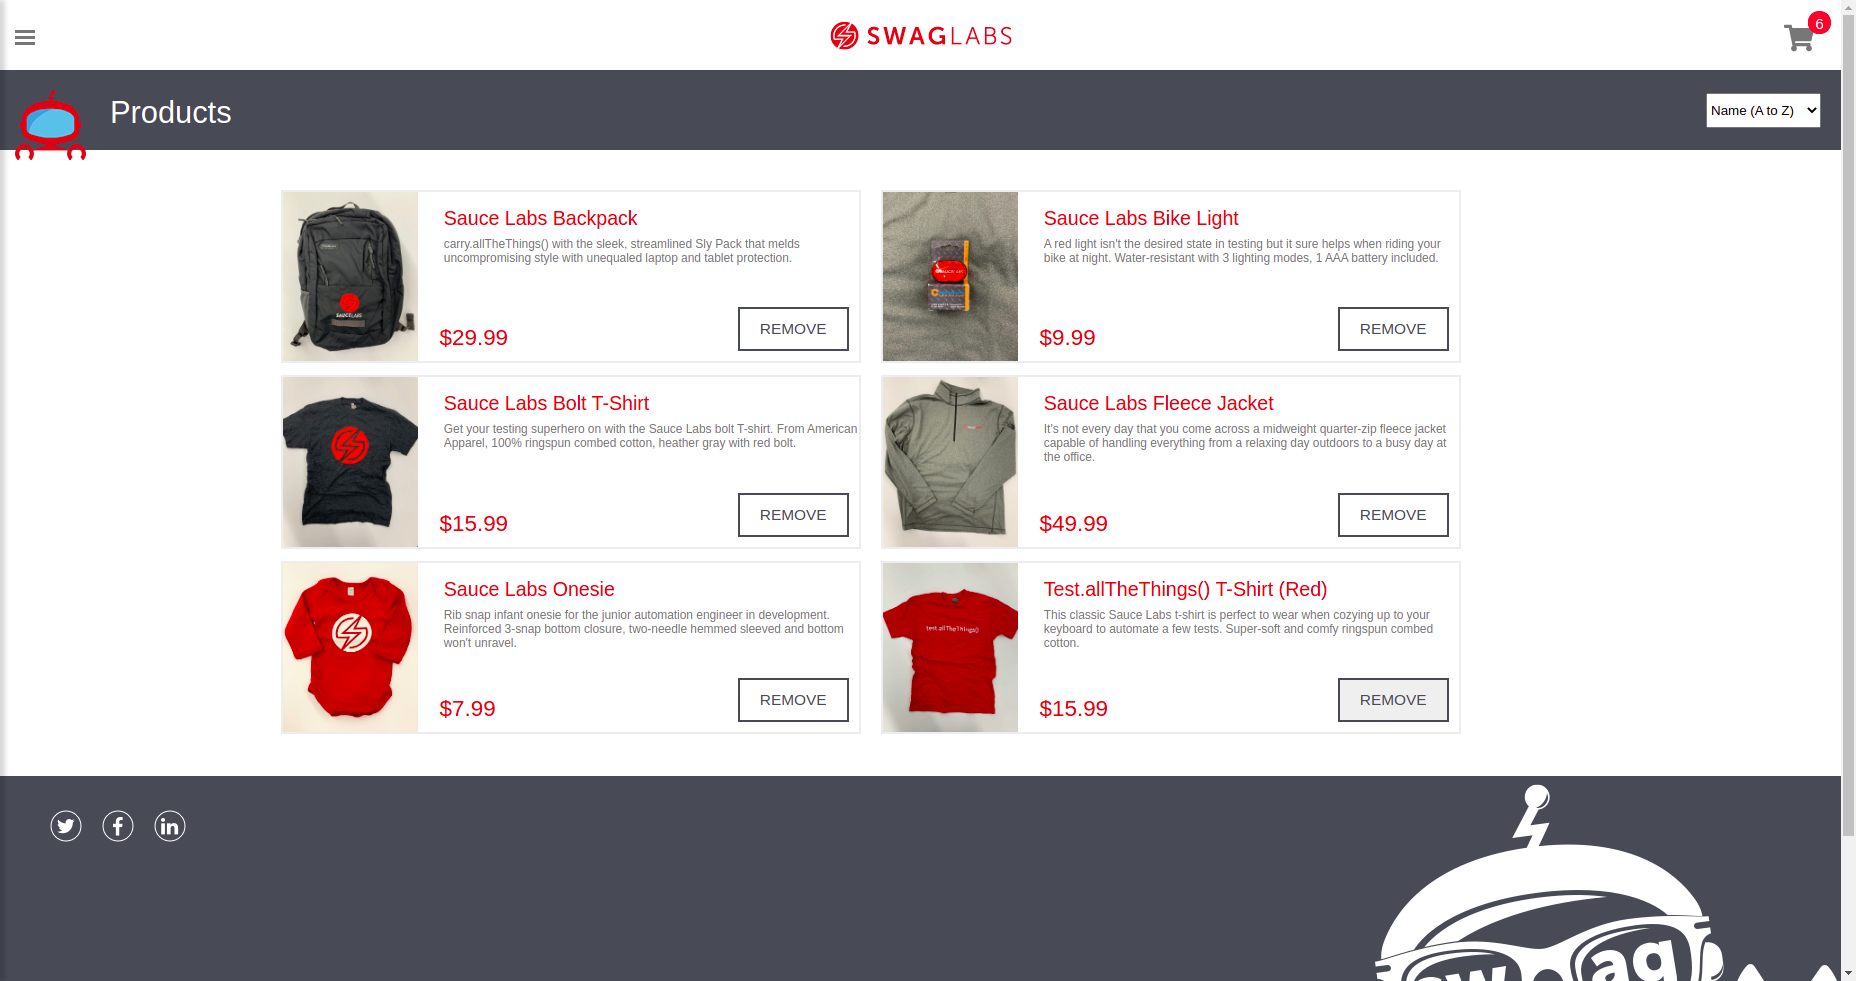 SWAGLABS
6
Products
Name (A to Z)
Sauce Labs Backpack
carry.allTheThings() with the sleek, streamlined Sly Pack that melds
uncompromising style with unequaled laptop and tablet protection.
$29.99
REMOVE
SAUCELABS
Sauce Labs Bike Light
A red light isn't the desired state in testing but it sure helps when riding your
bike at night. Water-resistant with 3 lighting modes, 1 AAA battery included.
$9.99
REMOVE
Sauce Labs Bolt T-Shirt
Get your testing superhero on with the Sauce Labs bolt T-shirt. From American
Apparel, 100% ringspun combed cotton, heather gray with red bolt.
$15.99
REMOVE
Sauce Labs Fleece Jacket
It's not every day that you come across a midweight quarter-zip fleece jacket
capable of handling everything from a relaxing day outdoors to a busy day at
the office.
$49.99
REMOVE
Sauce Labs Onesie
Rib snap infant onesie for the junior automation engineer in development.
Reinforced 3-snap bottom closure, two-needle hemmed sleeved and bottom
won't unravel.
$7.99
REMOVE
test.allTheThings()
Test.allTheThings() T-Shirt (Red)
This classic Sauce Labs t-shirt is perfect to wear when cozying up to your
keyboard to automate a few tests. Super-soft and comfy ringspun combed
cotton.
$15.99
REMOVE
sw ag